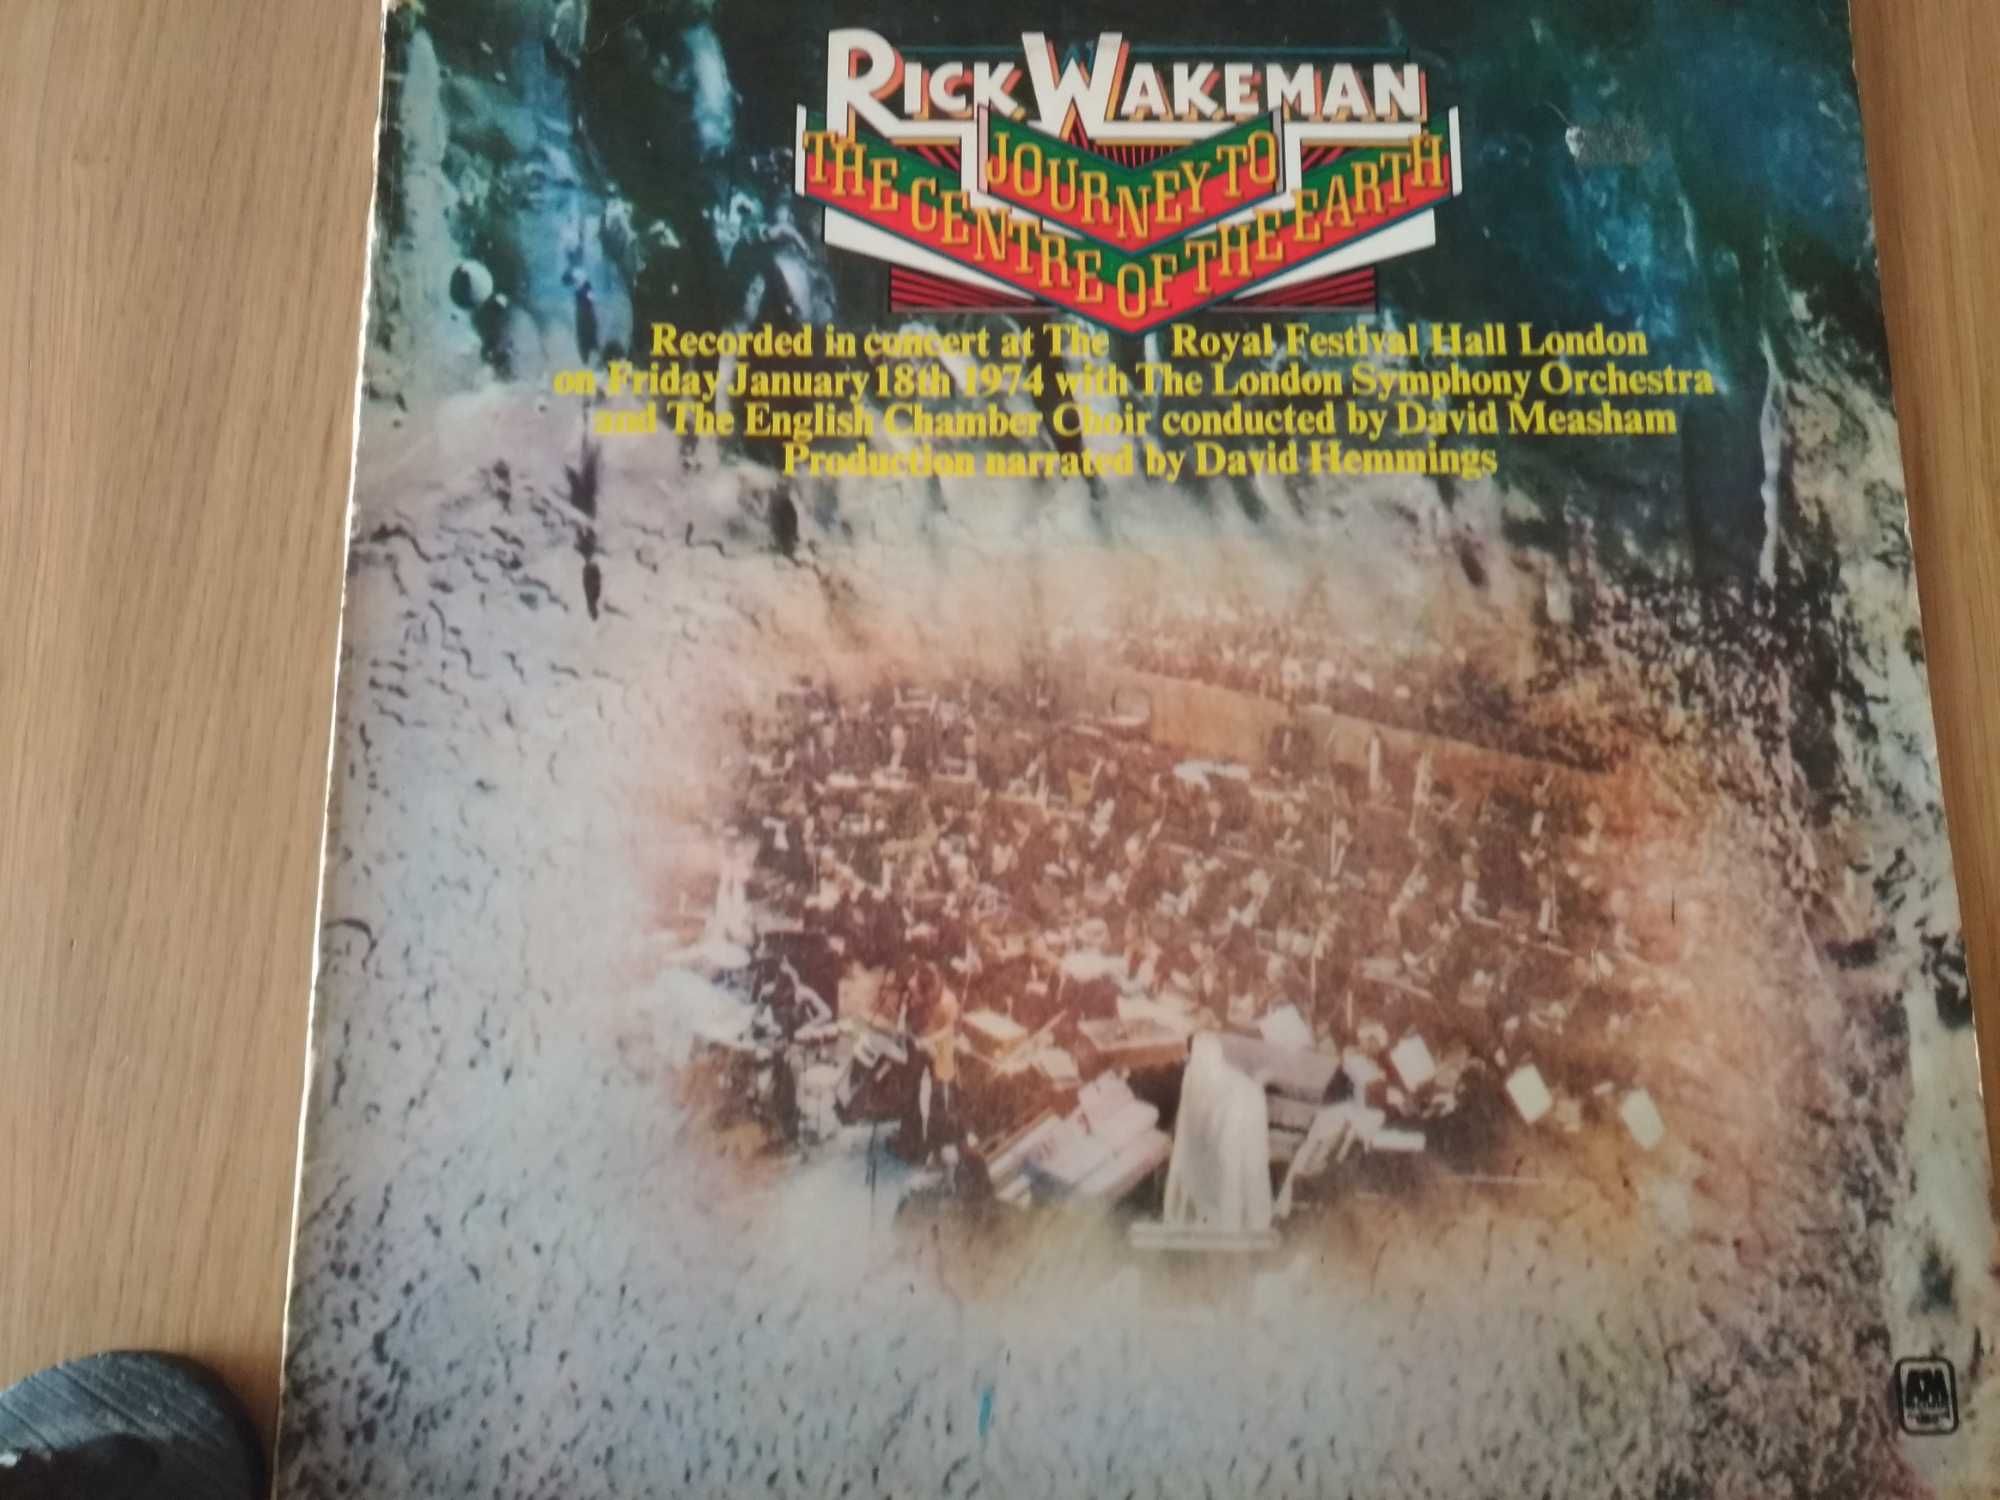 RICK WAKEMAN
JOURNEY TO
THE CENTRE OF THE EARTH
Recorded in concert at The Royal Festival Hall London
on Friday January 18th 1974 with The London Symphony Orchestra
and The English Chamber Choir conducted by David Measham
Production narrated by David Hemmings
A&M